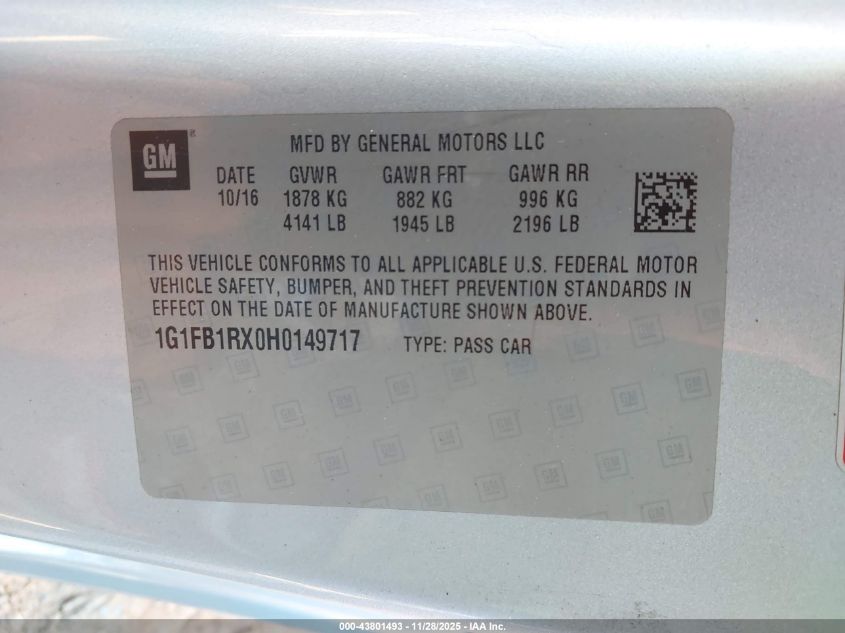 GM
MFD BY GENERAL MOTORS LLC
DATE GVWR GAWR FRT GAWR RR
10/16 1878 KG 882 KG 996 KG
4141 LB 1945 LB 2196 LB
THIS VEHICLE CONFORMS TO ALL APPLICABLE U.S. FEDERAL MOTOR
VEHICLE SAFETY, BUMPER, AND THEFT PREVENTION STANDARDS IN
EFFECT ON THE DATE OF MANUFACTURE SHOWN ABOVE.
1G1FB1RX0H0149717 TYPE: PASS CAR
000-43801493 - 11/28/2025 - IAA, Inc.